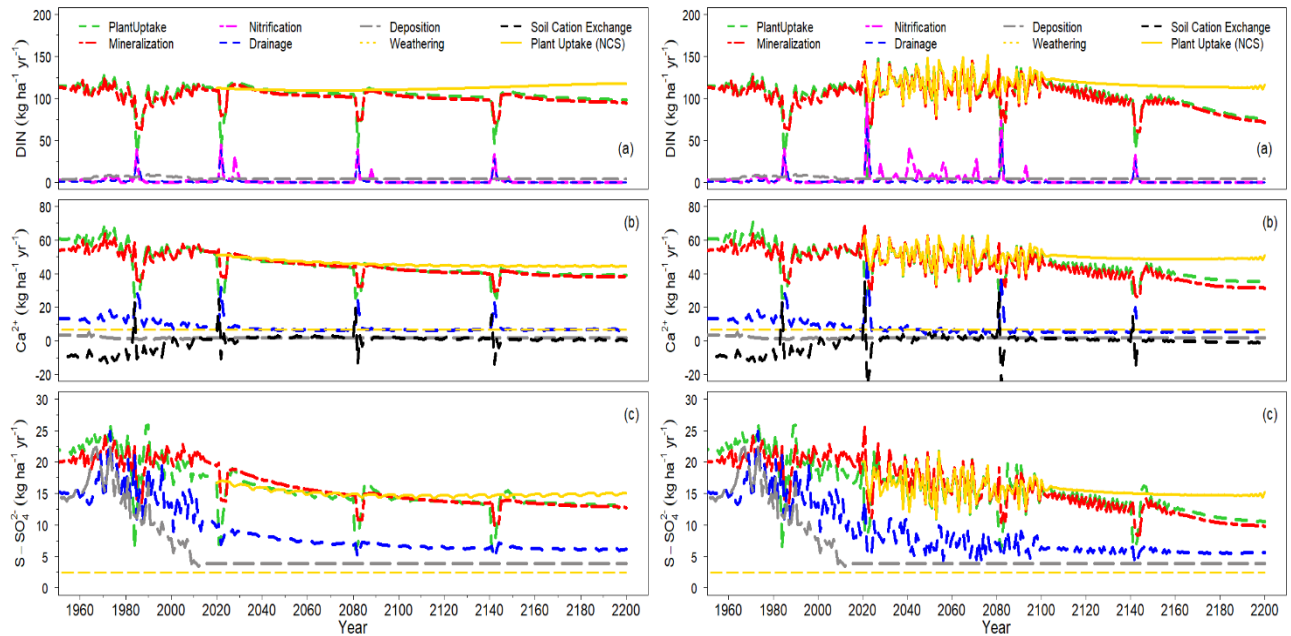 PlantUptake Nitrification Deposition Soil Cation Exchange
Mineralization Drainage Weathering Plant Uptake (NCS)
200
150
100
50
0
DIN (kg ha⁻¹ yr⁻¹)
(a)
80
60
40
20
0
-20
Ca²⁺ (kg ha⁻¹ yr⁻¹)
(b)
30
25
20
15
10
5
0
S – SO₄²⁻ (kg ha⁻¹ yr⁻¹)
(c)
1960 1980 2000 2020 2040 2060 2080 2100 2120 2140 2160 2180 2200
Year
PlantUptake Nitrification Deposition Soil Cation Exchange
Mineralization Drainage Weathering Plant Uptake (NCS)
200
150
100
50
0
DIN (kg ha⁻¹ yr⁻¹)
(a)
80
60
40
20
0
-20
Ca²⁺ (kg ha⁻¹ yr⁻¹)
(b)
30
25
20
15
10
5
0
S – SO₄²⁻ (kg ha⁻¹ yr⁻¹)
(c)
1960 1980 2000 2020 2040 2060 2080 2100 2120 2140 2160 2180 2200
Year